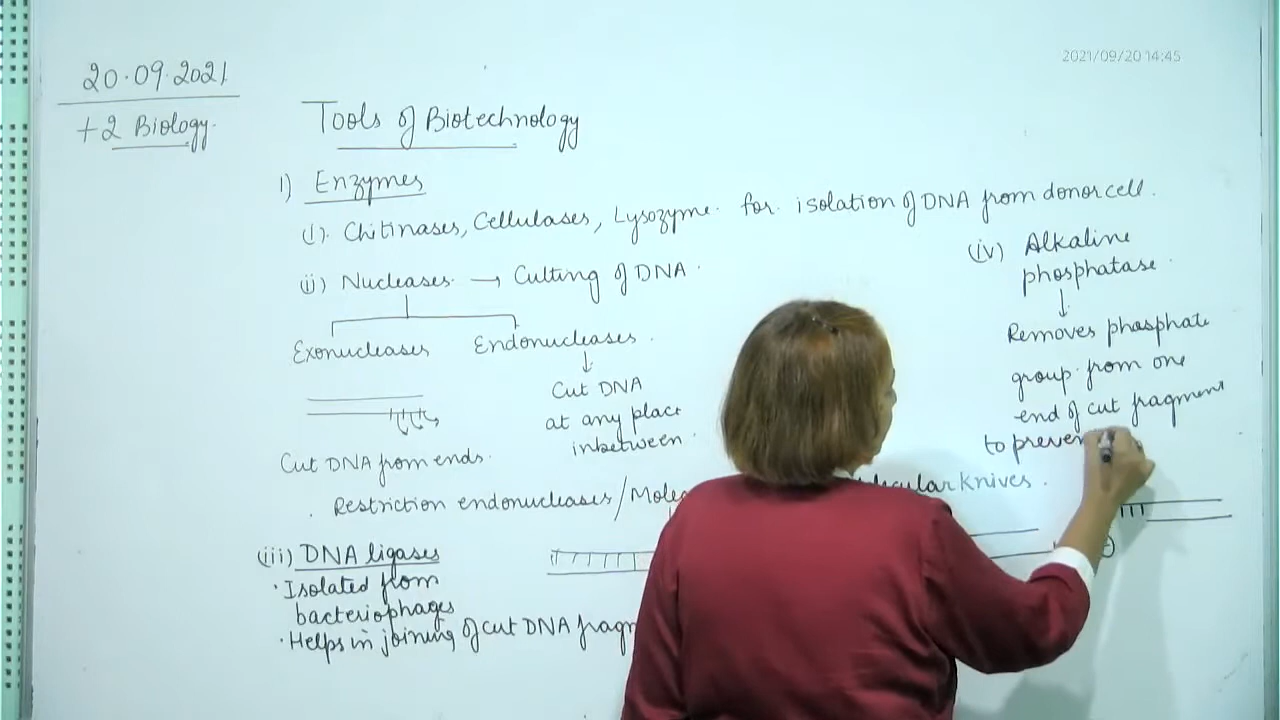 2021/09/20 14:45
20.09.2021
+2 Biology.
Tools of Biotechnology
1) Enzymes
(i). Chitinases, Cellulases, Lysozyme. for isolation of DNA from donor cell.
(ii) Nucleases. → Cutting of DNA.
Exonucleases Endonucleases.
↓
Cut DNA
at any place
inbetween.
Cut DNA from ends.
. Restriction endonucleases/ knives.
(iii) DNA ligases
· Isolated from
bacteriophages
· Helps in joining of cut DNA
(iv) Alkaline
phosphatase.
↓
Removes phosphate
group from one
end of cut fragment
to